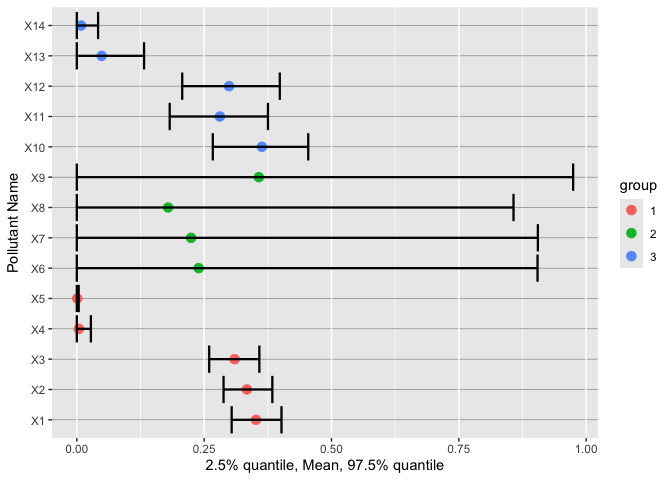 X14
X13
X12
X11
X10
X9
X8
X7
X6
X5
X4
X3
X2
X1
Pollutant Name
0.00 0.25 0.50 0.75 1.00
2.5% quantile, Mean, 97.5% quantile
group
1
2
3